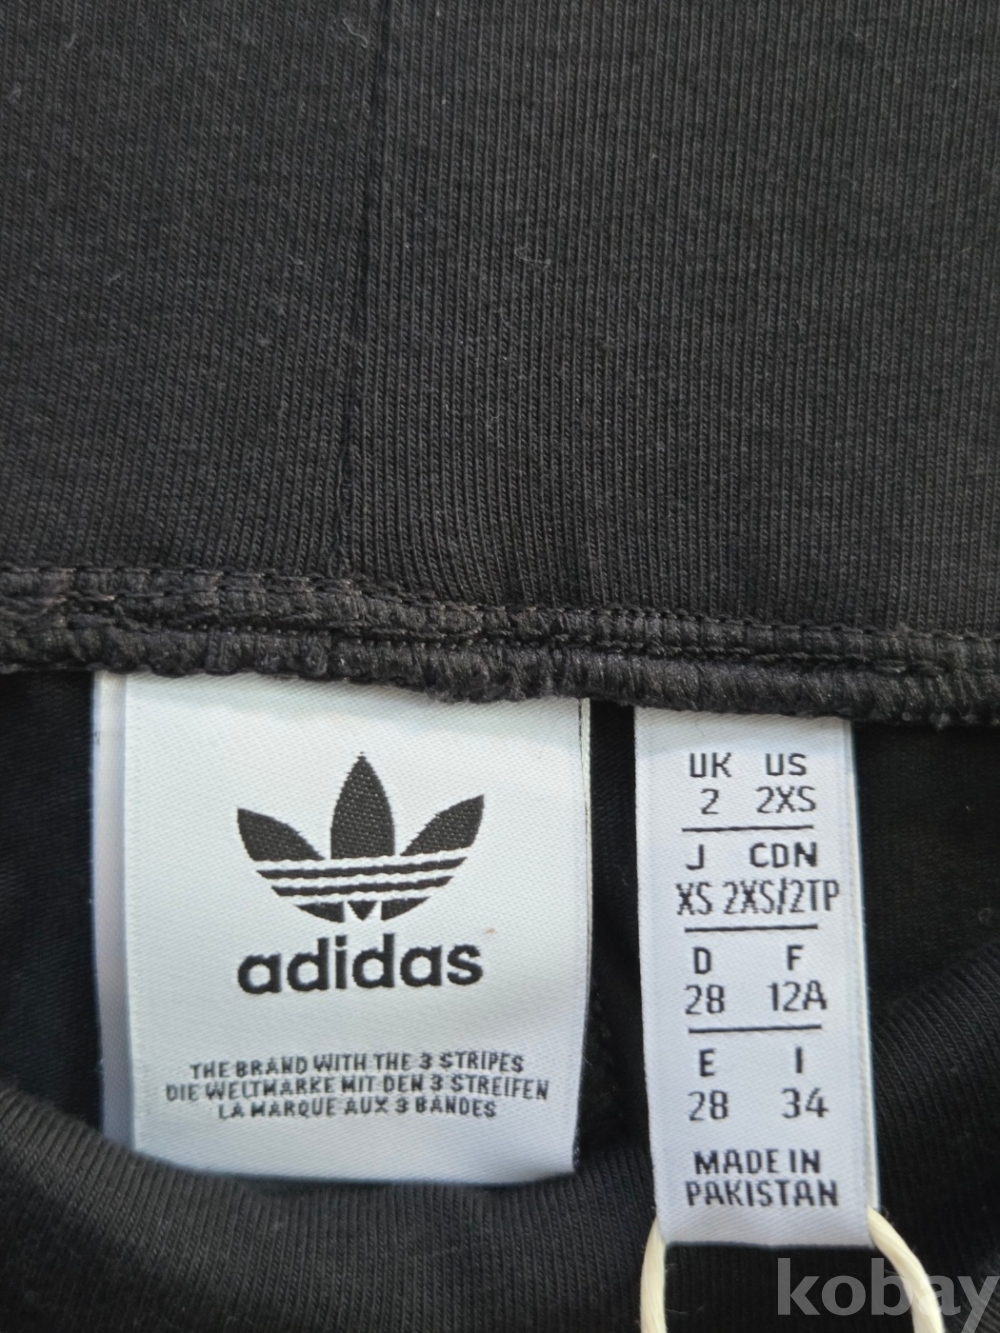 adidas
THE BRAND WITH THE 3 STRIPES
DIE WELTMARKE MIT DEN 3 STREIFEN
LA MARQUE AUX 3 BANDES
UK US
2 2XS
J CDN
XS 2XS/2TP
D F
28 12A
E I
28 34
MADE IN
PAKISTAN
kobay